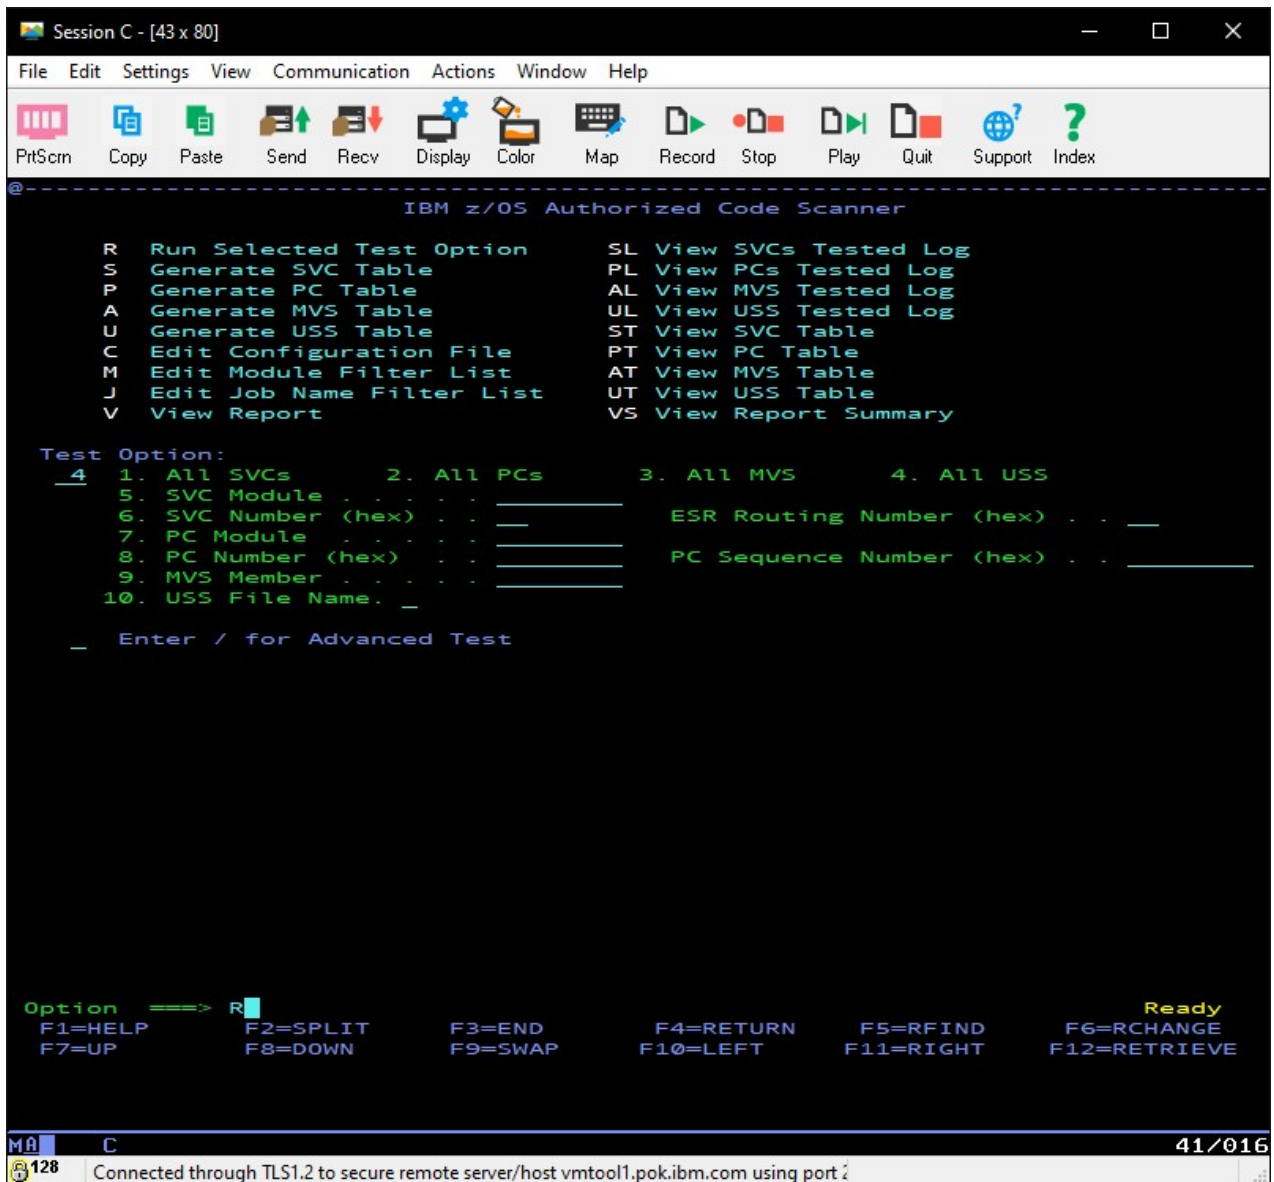 Session C - [43 x 80]
File Edit Settings View Communication Actions Window Help
PrtScrn Copy Paste Send Recv Display Color Map Record Stop Play Quit Support Index
@------------------------------------------------------------------------------
IBM z/OS Authorized Code Scanner
R Run Selected Test Option SL View SVCs Tested Log
S Generate SVC Table PL View PCs Tested Log
P Generate PC Table AL View MVS Tested Log
A Generate MVS Table UL View USS Tested Log
U Generate USS Table ST View SVC Table
C Edit Configuration File PT View PC Table
M Edit Module Filter List AT View MVS Table
J Edit Job Name Filter List UT View USS Table
V View Report VS View Report Summary
Test Option:
4 1. All SVCs 2. All PCs 3. All MVS 4. All USS
5. SVC Module . . . . . ________
6. SVC Number (hex) . . __ ESR Routing Number (hex) . . __
7. PC Module . . . . . ________
8. PC Number (hex) . . ________ PC Sequence Number (hex) . . ________
9. MVS Member . . . . . ________
10. USS File Name. _
_ Enter / for Advanced Test
Option ===> R Ready
F1=HELP F2=SPLIT F3=END F4=RETURN F5=RFIND F6=RCHANGE
F7=UP F8=DOWN F9=SWAP F10=LEFT F11=RIGHT F12=RETRIEVE
MA C 41/016
128 Connected through TLS1.2 to secure remote server/host vmtool1.pok.ibm.com using port